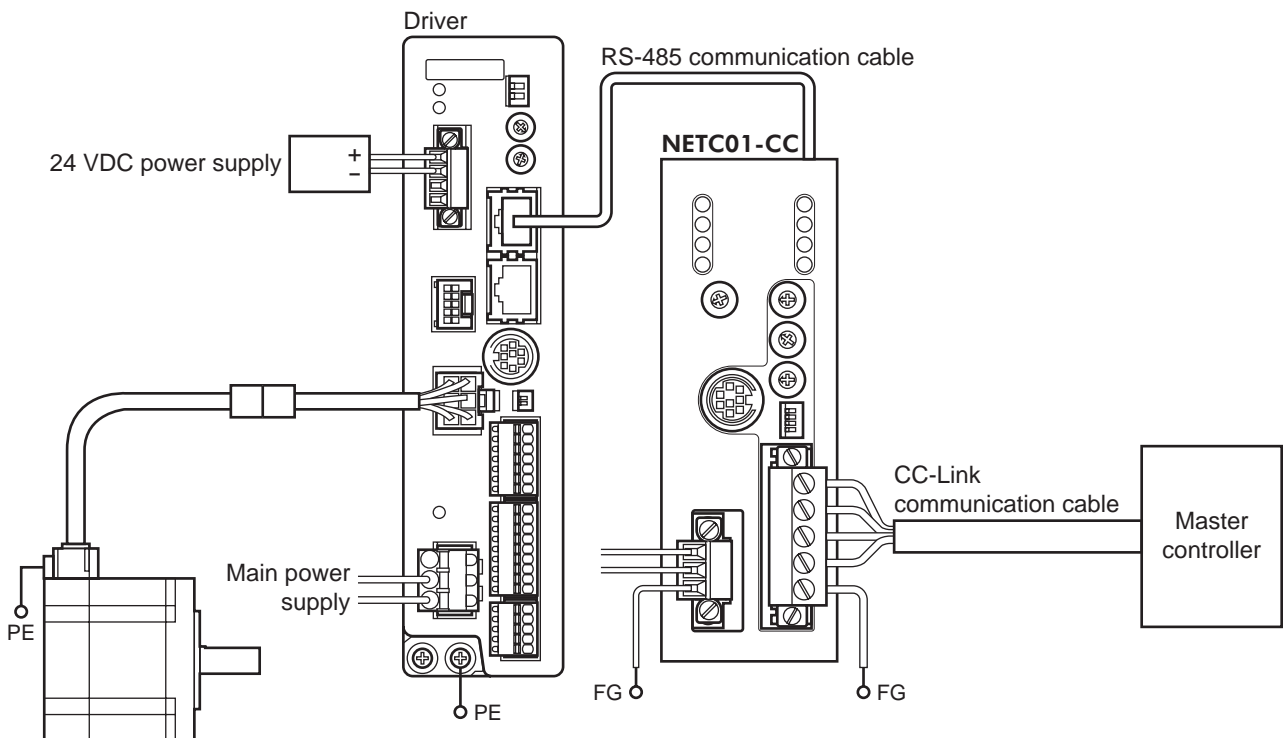 Driver
RS-485 communication cable
NETC01-CC
24 VDC power supply
+
−
CC-Link
communication cable
Master
controller
Main power
supply
PE
PE
FG
FG